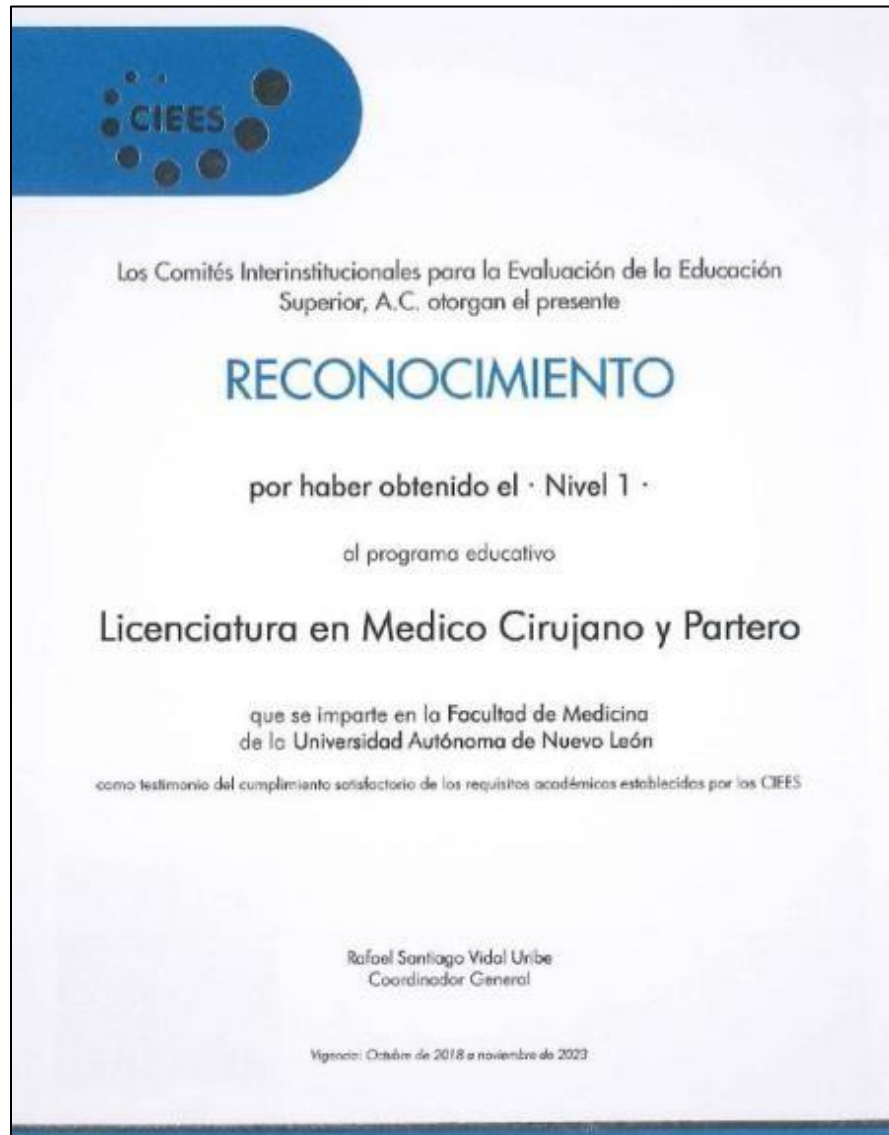 CIEES
Los Comités Interinstitucionales para la Evaluación de la Educación
Superior, A.C. otorgan el presente
RECONOCIMIENTO
por haber obtenido el · Nivel 1 ·
al programa educativo
Licenciatura en Medico Cirujano y Partero
que se imparte en la Facultad de Medicina
de la Universidad Autónoma de Nuevo León
como testimonio del cumplimiento satisfactorio de los requisitos académicos establecidos por los CIEES
Rafael Santiago Vidal Uribe
Coordinador General
Vigencia: Octubre de 2018 a noviembre de 2023